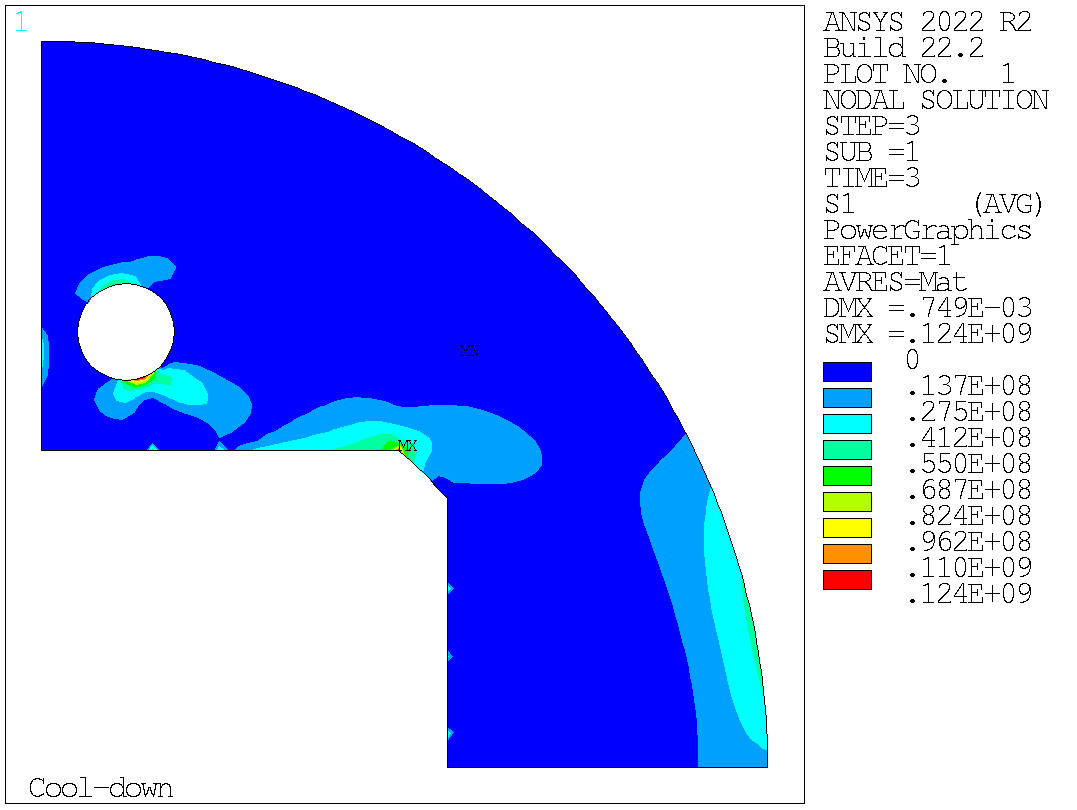 1
ANSYS 2022 R2
Build 22.2
PLOT NO.   1
NODAL SOLUTION
STEP=3
SUB =1
TIME=3
S1       (AVG)
PowerGraphics
EFACET=1
AVRES=Mat
DMX =.749E-03
SMX =.124E+09
0
.137E+08
.275E+08
.412E+08
.550E+08
.687E+08
.824E+08
.962E+08
.110E+09
.124E+09
MN
MX
Cool-down